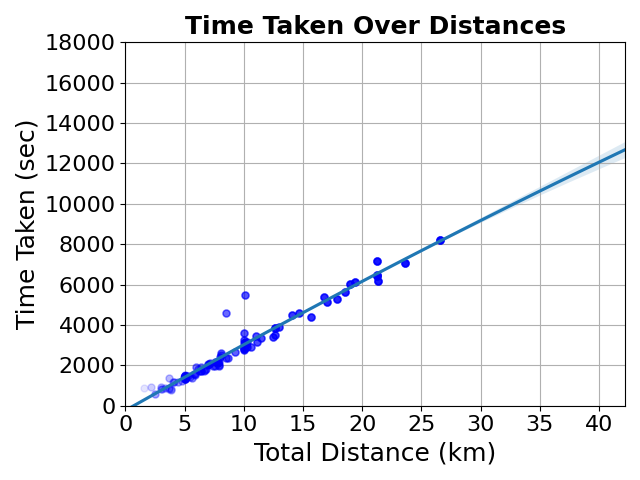 Time Taken Over Distances
Time Taken (sec)
18000
16000
14000
12000
10000
8000
6000
4000
2000
0
0 5 10 15 20 25 30 35 40
Total Distance (km)